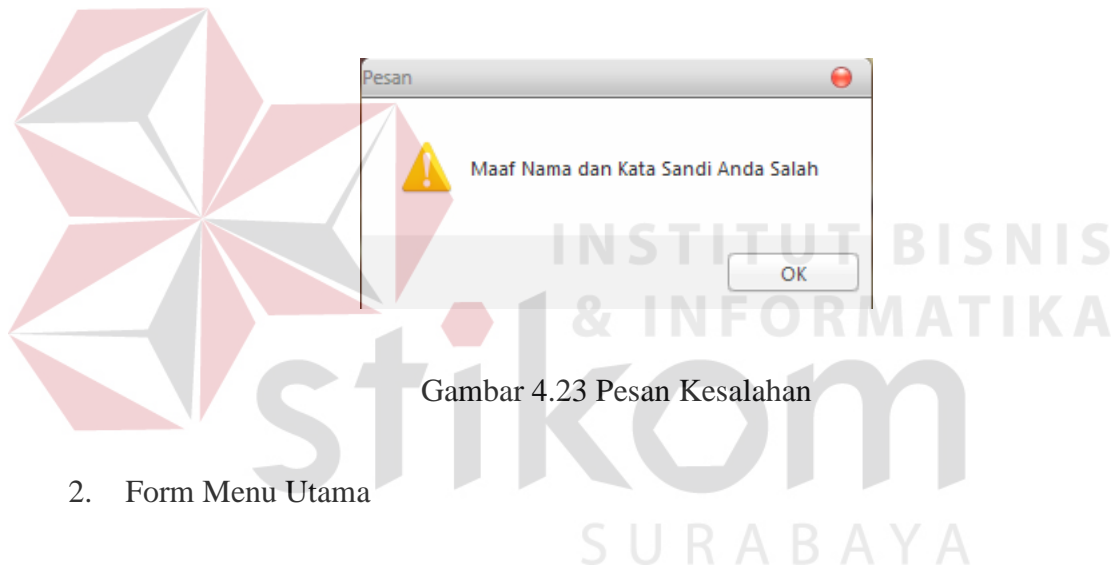 Pesan
Maaf Nama dan Kata Sandi Anda Salah
OK
INSTITUT BISNIS
& INFORMATIKA
stikom
SURABAYA
Gambar 4.23 Pesan Kesalahan
2. Form Menu Utama